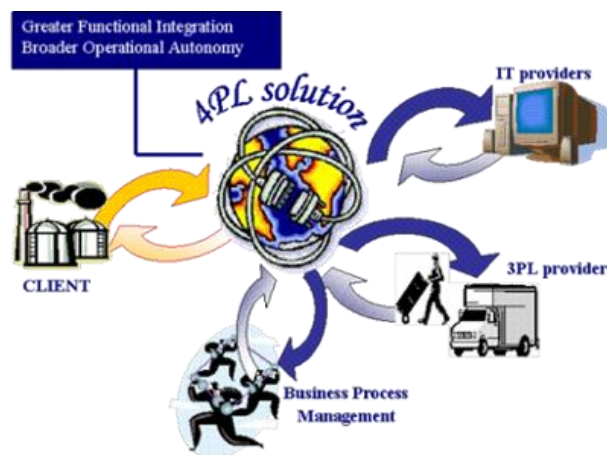 Greater Functional Integration
Broader Operational Autonomy
4PL solution
IT providers
CLIENT
3PL provider
Business Process
Management